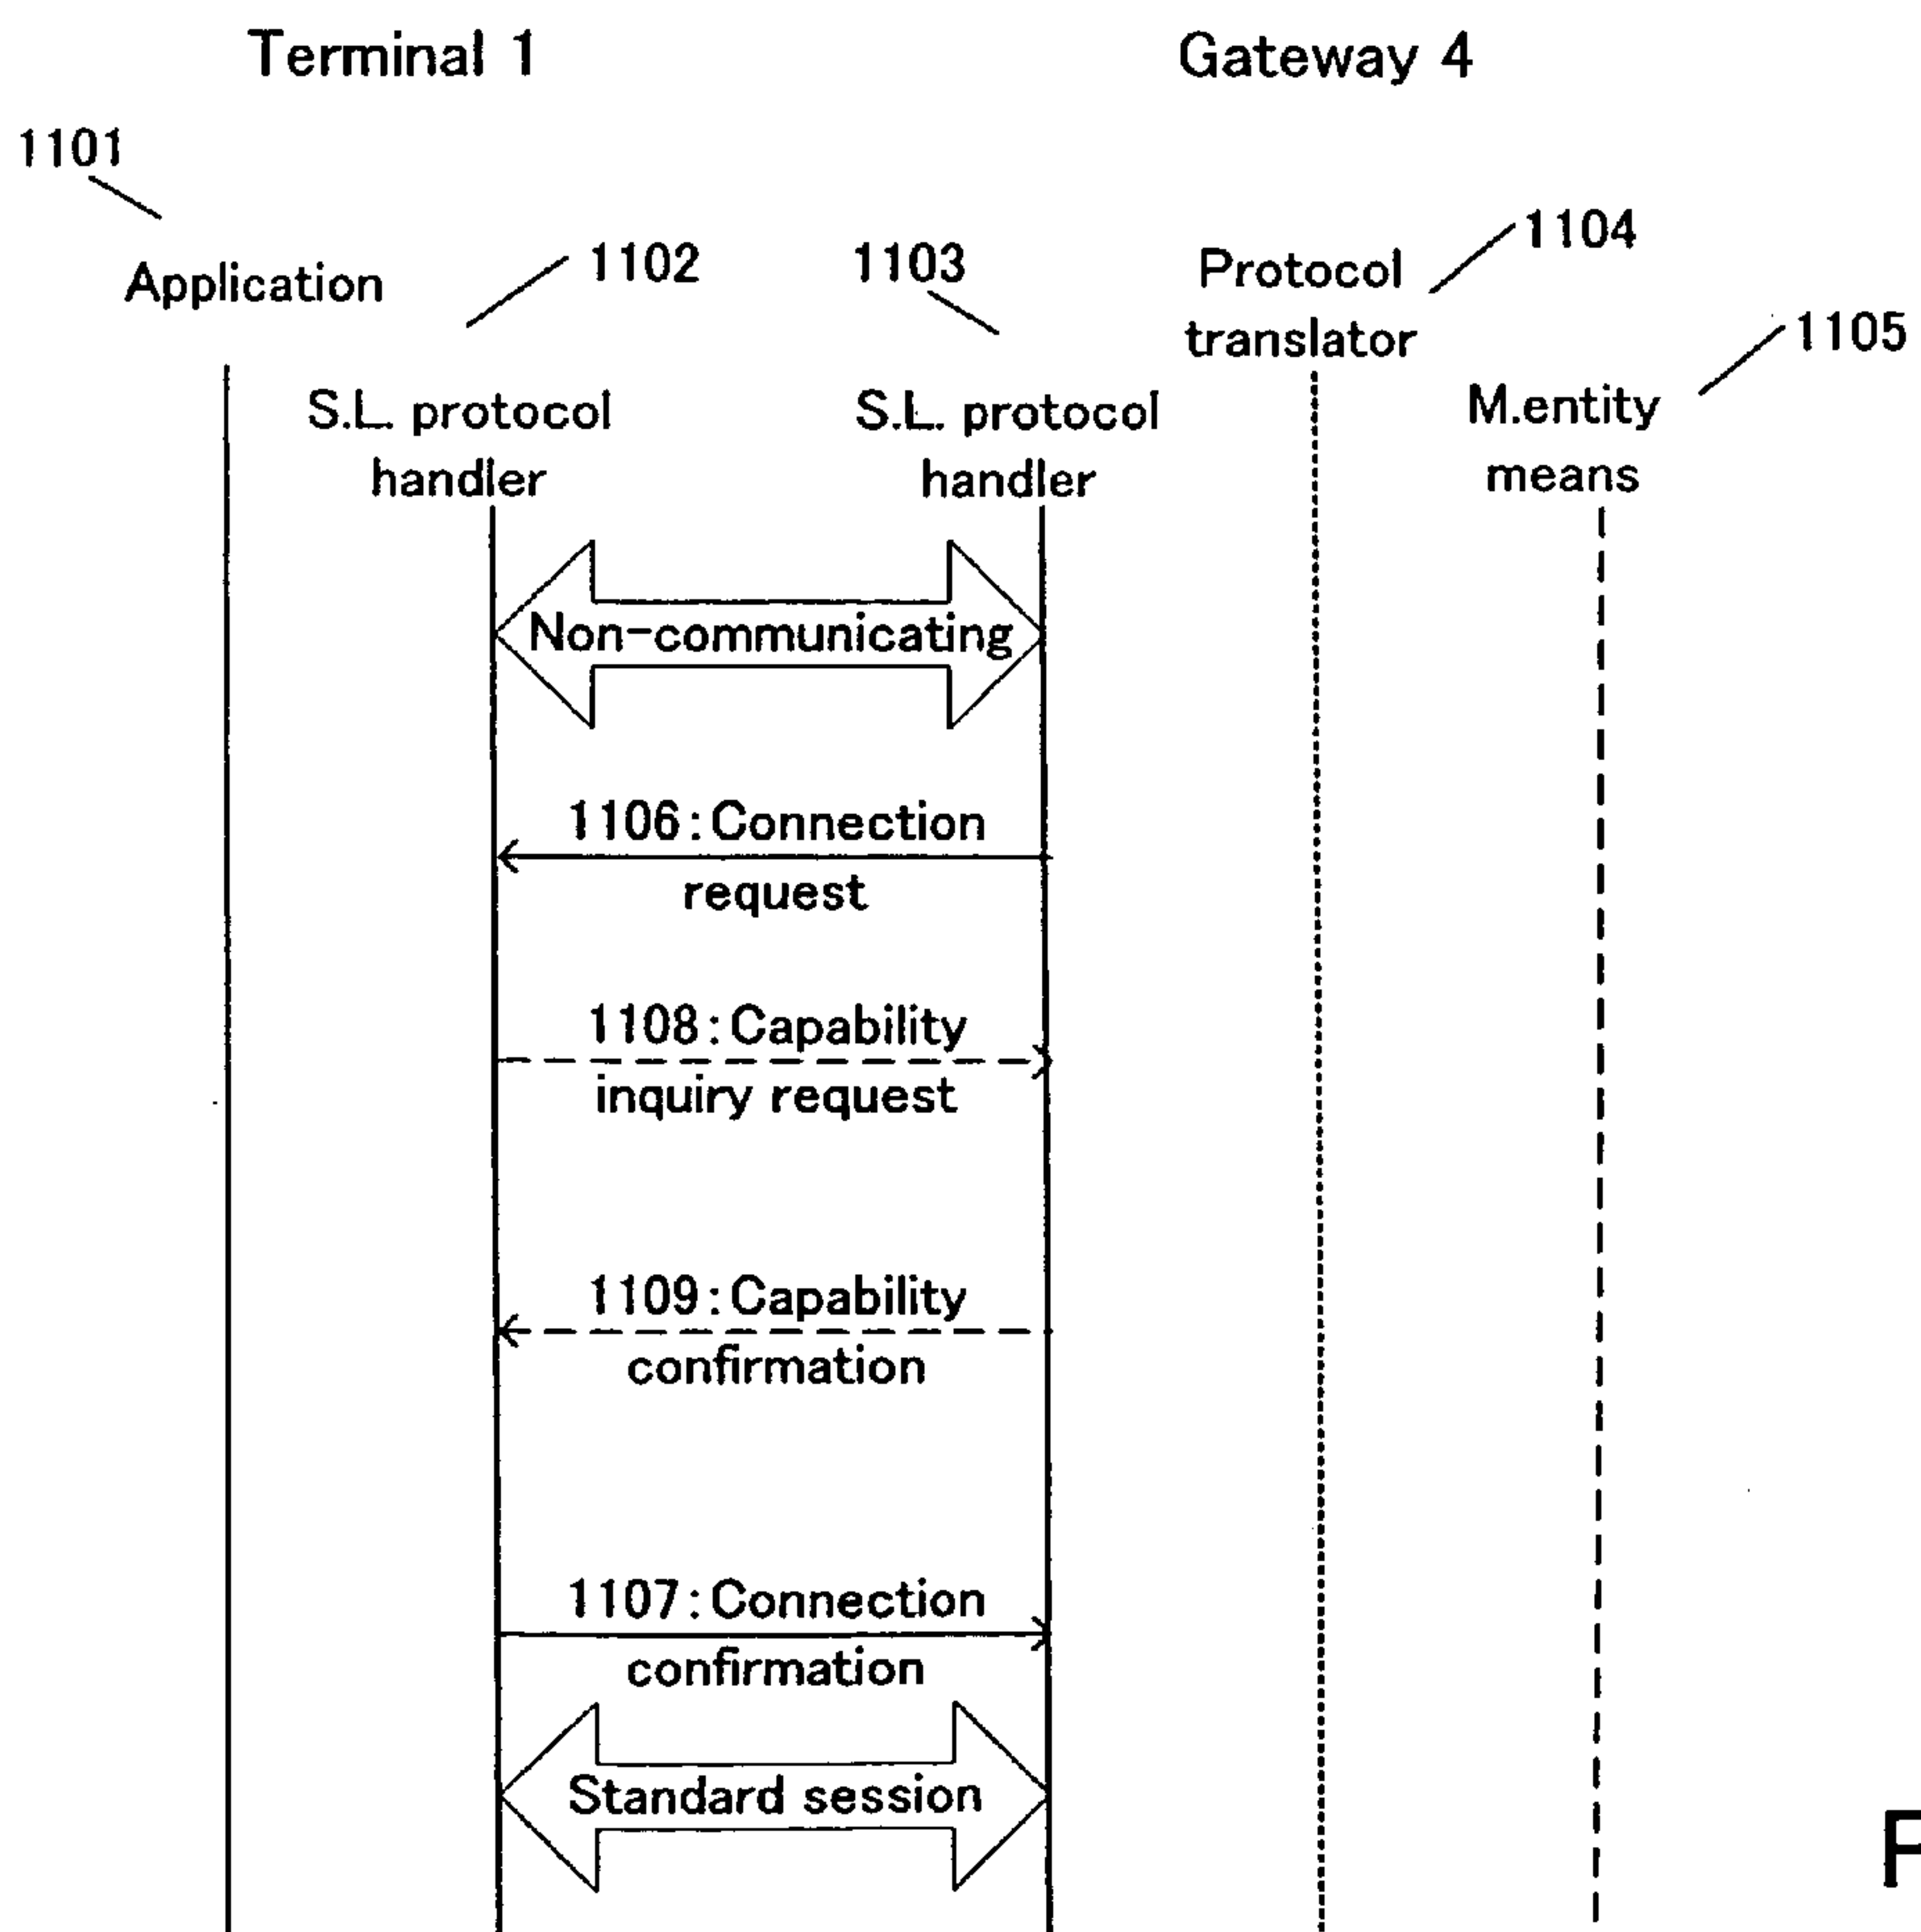 Terminal 1
Gateway 4
1101
Application
1102
1103
Protocol
translator
1104
1105
S.L. protocol
handler
S.L. protocol
handler
M.entity
means
Non-communicating
1106:Connection
request
1108:Capability
inquiry request
1109:Capability
confirmation
1107:Connection
confirmation
Standard session